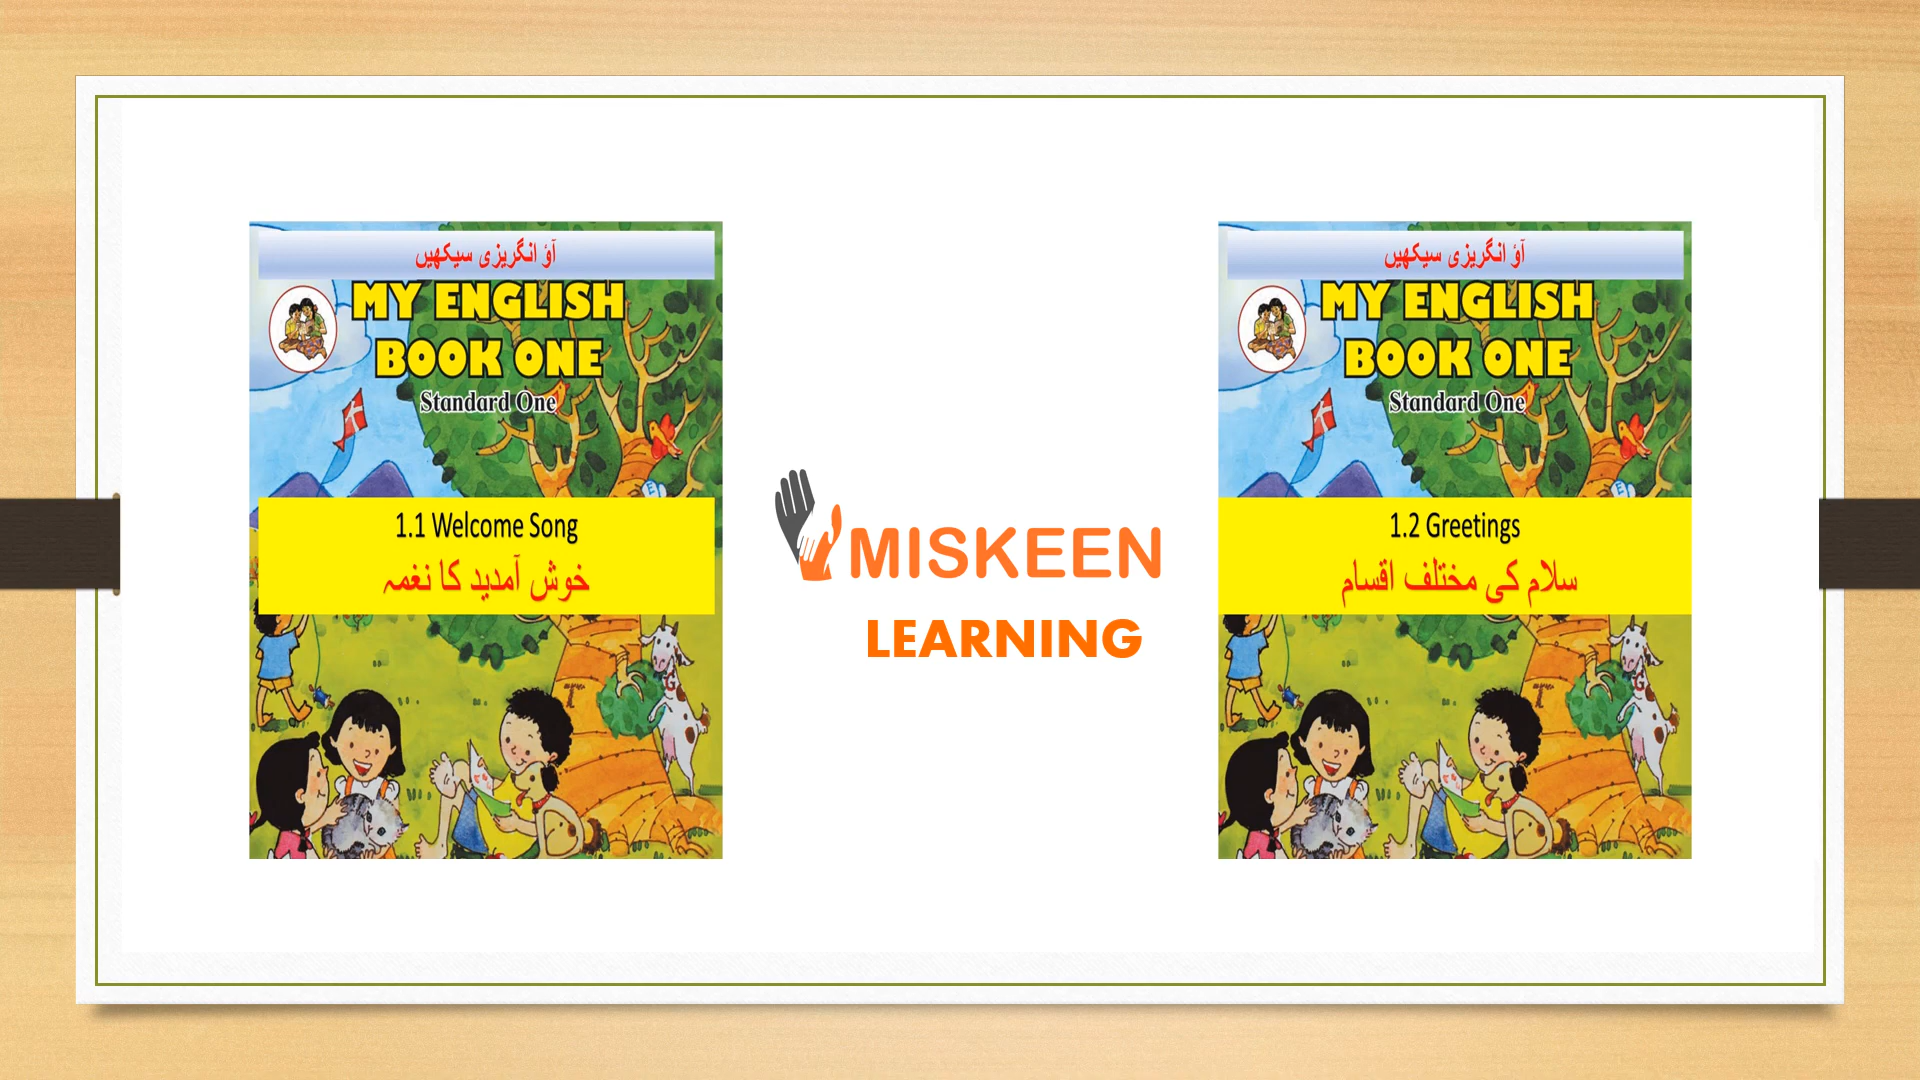 آؤ انگریزی سیکھیں
MY ENGLISH
BOOK ONE
Standard One
1.1 Welcome Song
خوش آمدید کا نغمہ
MISKEEN
LEARNING
آؤ انگریزی سیکھیں
MY ENGLISH
BOOK ONE
Standard One
1.2 Greetings
سلام کی مختلف اقسام